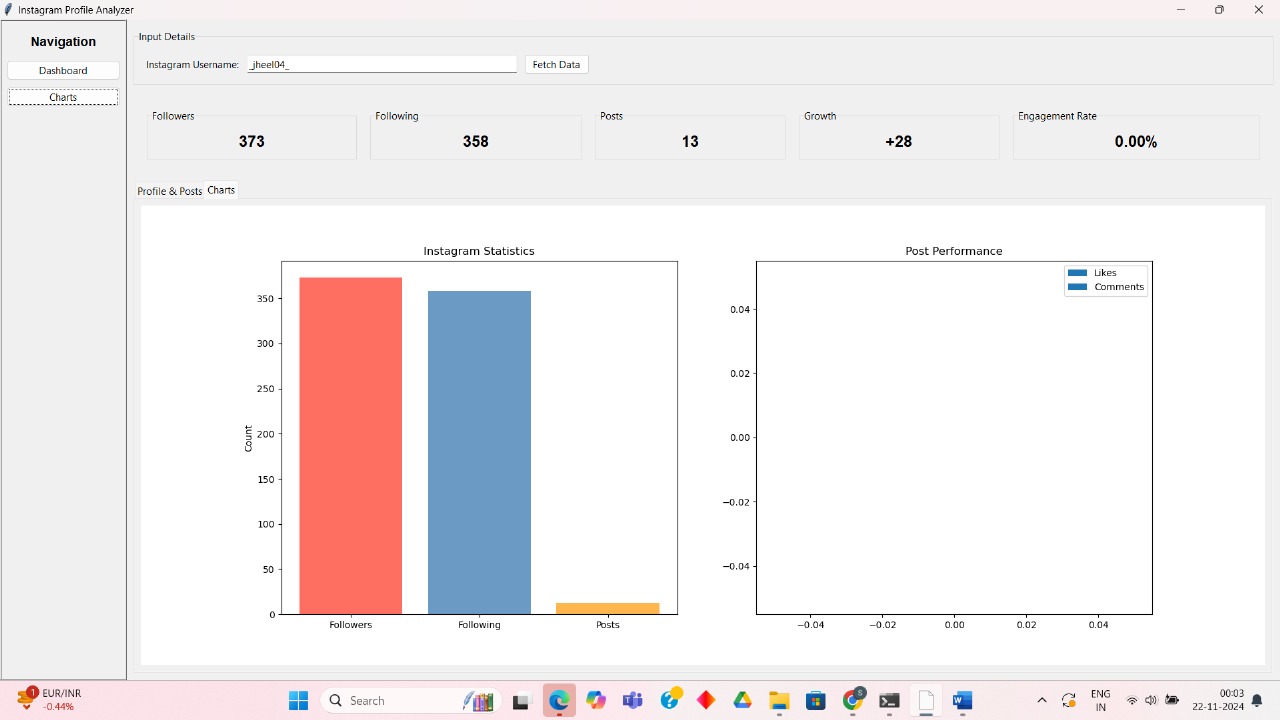 Instagram Profile Analyzer
Navigation
Dashboard
Charts
Input Details
Instagram Username: _jheel04_ Fetch Data
Followers Following Posts Growth Engagement Rate
373 358 13 +28 0.00%
Profile & Posts Charts
Instagram Statistics
Count
350
300
250
200
150
100
50
0
Followers Following Posts
Post Performance
Likes
Comments
0.04
0.02
0.00
−0.02
−0.04
−0.04 −0.02 0.00 0.02 0.04
1
EUR/INR
-0.44%
Search
S
ENG
IN
00:03
22-11-2024